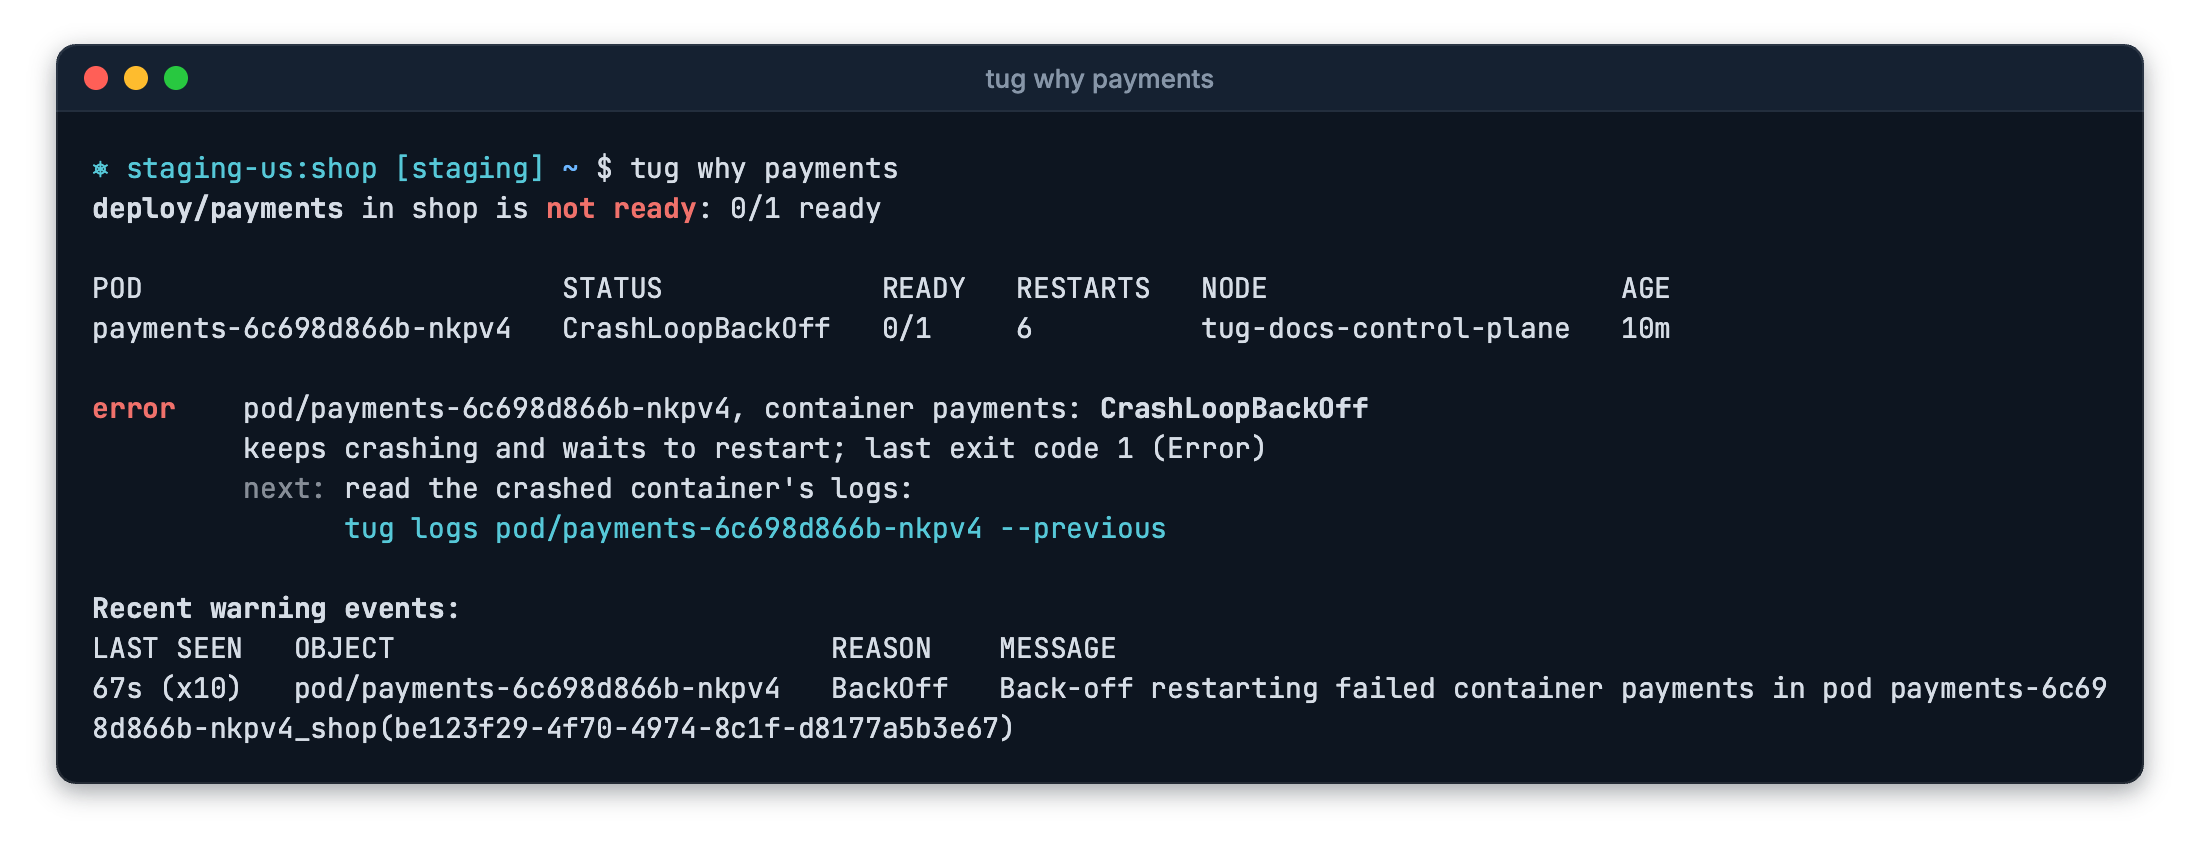 tug why payments
⎈ staging-us:shop [staging] ~ $ tug why payments
deploy/payments in shop is not ready: 0/1 ready
POD STATUS READY RESTARTS NODE AGE
payments-6c698d866b-nkpv4 CrashLoopBackOff 0/1 6 tug-docs-control-plane 10m
error pod/payments-6c698d866b-nkpv4, container payments: CrashLoopBackOff
keeps crashing and waits to restart; last exit code 1 (Error)
next: read the crashed container's logs:
tug logs pod/payments-6c698d866b-nkpv4 --previous
Recent warning events:
LAST SEEN OBJECT REASON MESSAGE
67s (x10) pod/payments-6c698d866b-nkpv4 BackOff Back-off restarting failed container payments in pod payments-6c69
8d866b-nkpv4_shop(be123f29-4f70-4974-8c1f-d8177a5b3e67)